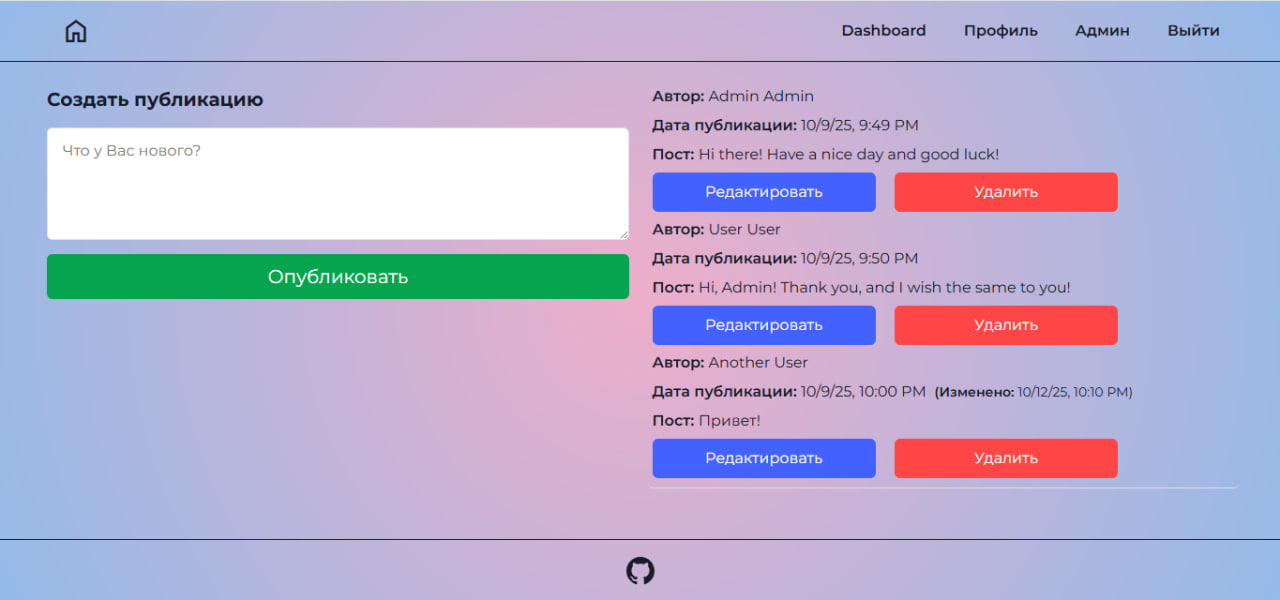 Dashboard Профиль Админ Выйти
Создать публикацию
Что у Вас нового?
Опубликовать
Автор: Admin Admin
Дата публикации: 10/9/25, 9:49 PM
Пост: Hi there! Have a nice day and good luck!
Редактировать Удалить
Автор: User User
Дата публикации: 10/9/25, 9:50 PM
Пост: Hi, Admin! Thank you, and I wish the same to you!
Редактировать Удалить
Автор: Another User
Дата публикации: 10/9/25, 10:00 PM (Изменено: 10/12/25, 10:10 PM)
Пост: Привет!
Редактировать Удалить